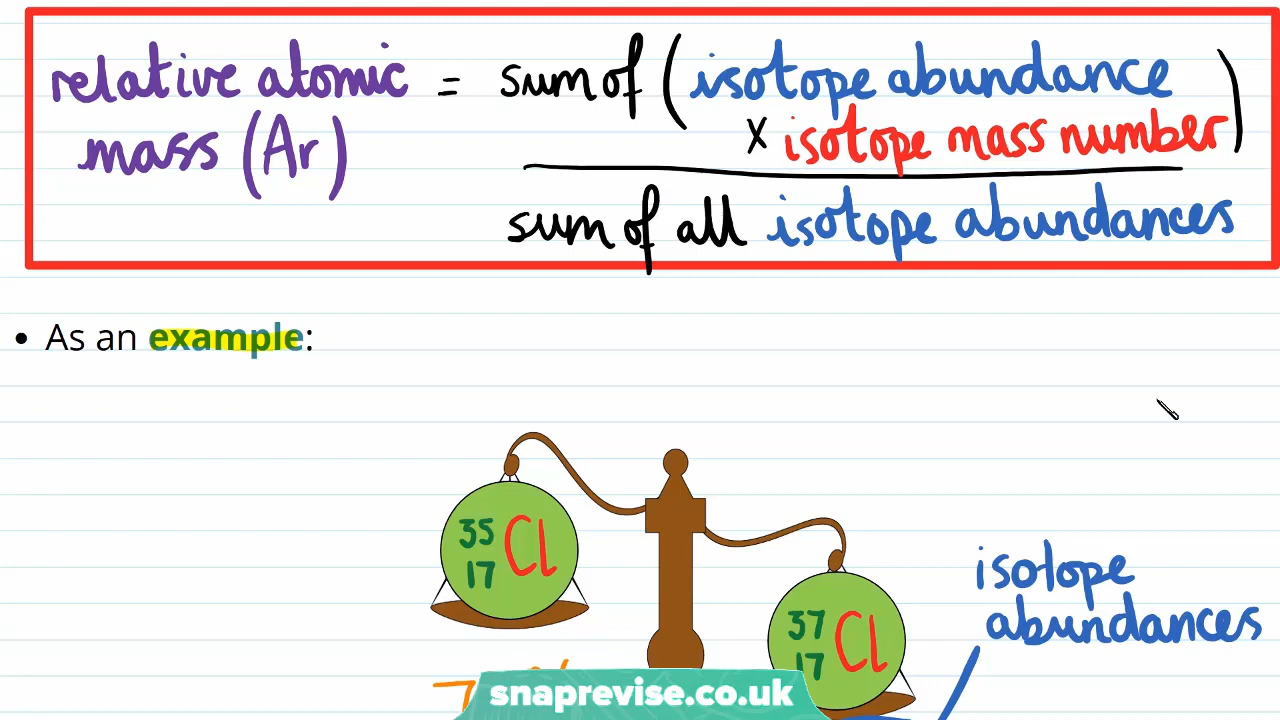 relative atomic = sum of (isotope abundance
mass (Ar) x isotope mass number)
sum of all isotope abundances
• As an example:
35
17 Cl
37
17 Cl
isotope
abundances
snaprevise.co.uk